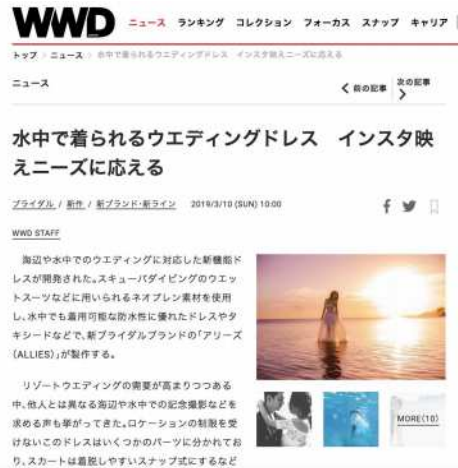 WWD ニュース ランキング コレクション フォーカス スナップ キャリア
トップ > ニュース > 水中で着られるウエディングドレス インスタ映えニーズに応える
ニュース
前の記事 次の記事
水中で着られるウエディングドレス インスタ映
えニーズに応える
ブライダル / 新作 / 新ブランド・新ライン 2019/3/10 (SUN) 10:00
WWD STAFF
海辺や水中でのウエディングに対応した新機能ド
レスが開発された。スキューバダイビングのウエッ
トスーツなどに用いられるネオプレン素材を使用
し、水中でも着用可能な防水性に優れたドレスやタ
キシードなどで、新ブライダルブランドの「アリーズ
(ALLIES)」が製作する。
リゾートウエディングの需要が高まりつつある
中、他人とは異なる海辺や水中での記念撮影などを
求める声も挙がってきた。ロケーションの制限を受
けないこのドレスはいくつかのパーツに分かれてお
り、スカートは着脱しやすいスナップ式にするなど
MORE(10)